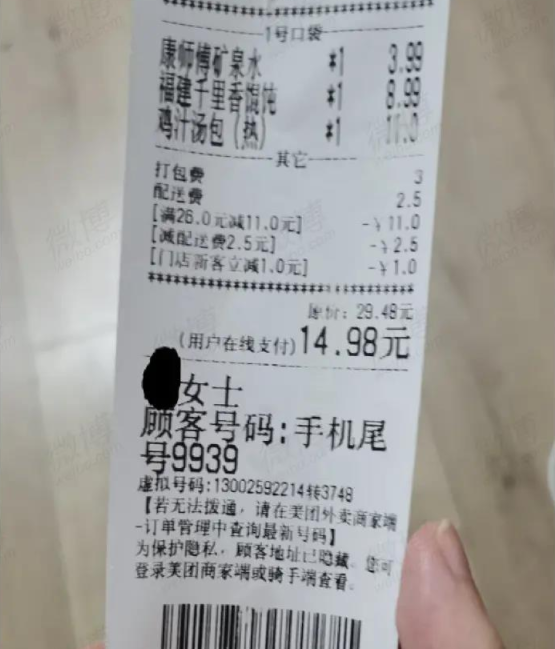 1号口袋
康师傅矿泉水 *1 3.99
福建千里香馄饨 *1 8.99
鸡汁汤包（热） *1 11.0
其它
打包费 3
配送费 2.5
[满26.0元减11.0元] -¥11.0
[减配送费2.5元] -¥2.5
[门店新客立减1.0元] -¥1.0
原价: 29.48元
(用户在线支付)14.98元
女士
顾客号码:手机尾
号9939
虚拟号码:13002592214转3748
【若无法拨通，请在美团外卖商家端
-订单管理中查询最新号码】
为保护隐私，顾客地址已隐藏。您可
登录美团商家端或骑手端查看。